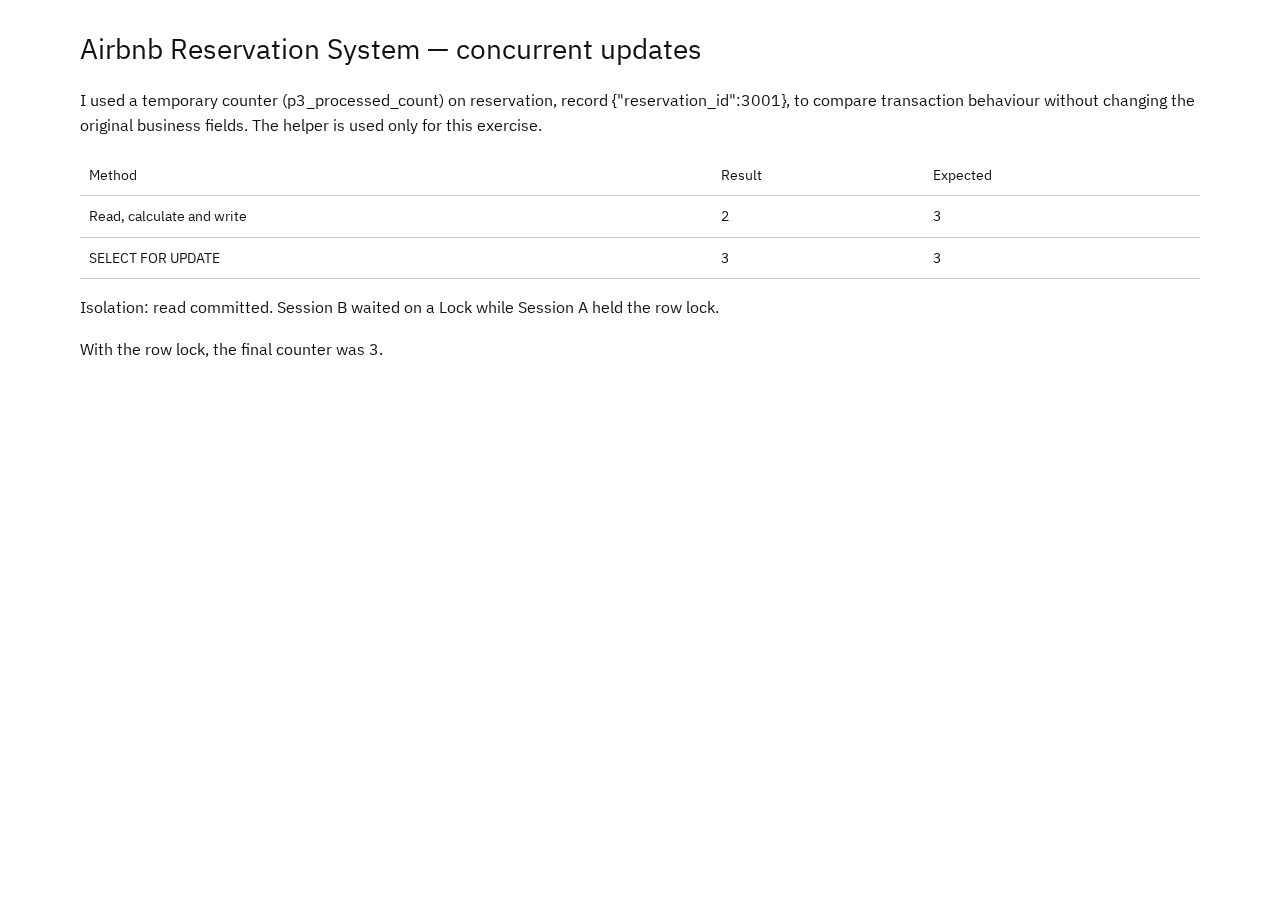 Airbnb Reservation System — concurrent updates
I used a temporary counter (p3_processed_count) on reservation, record {"reservation_id":3001}, to compare transaction behaviour without changing the
original business fields. The helper is used only for this exercise.
Method Result Expected
Read, calculate and write 2 3
SELECT FOR UPDATE 3 3
Isolation: read committed. Session B waited on a Lock while Session A held the row lock.
With the row lock, the final counter was 3.